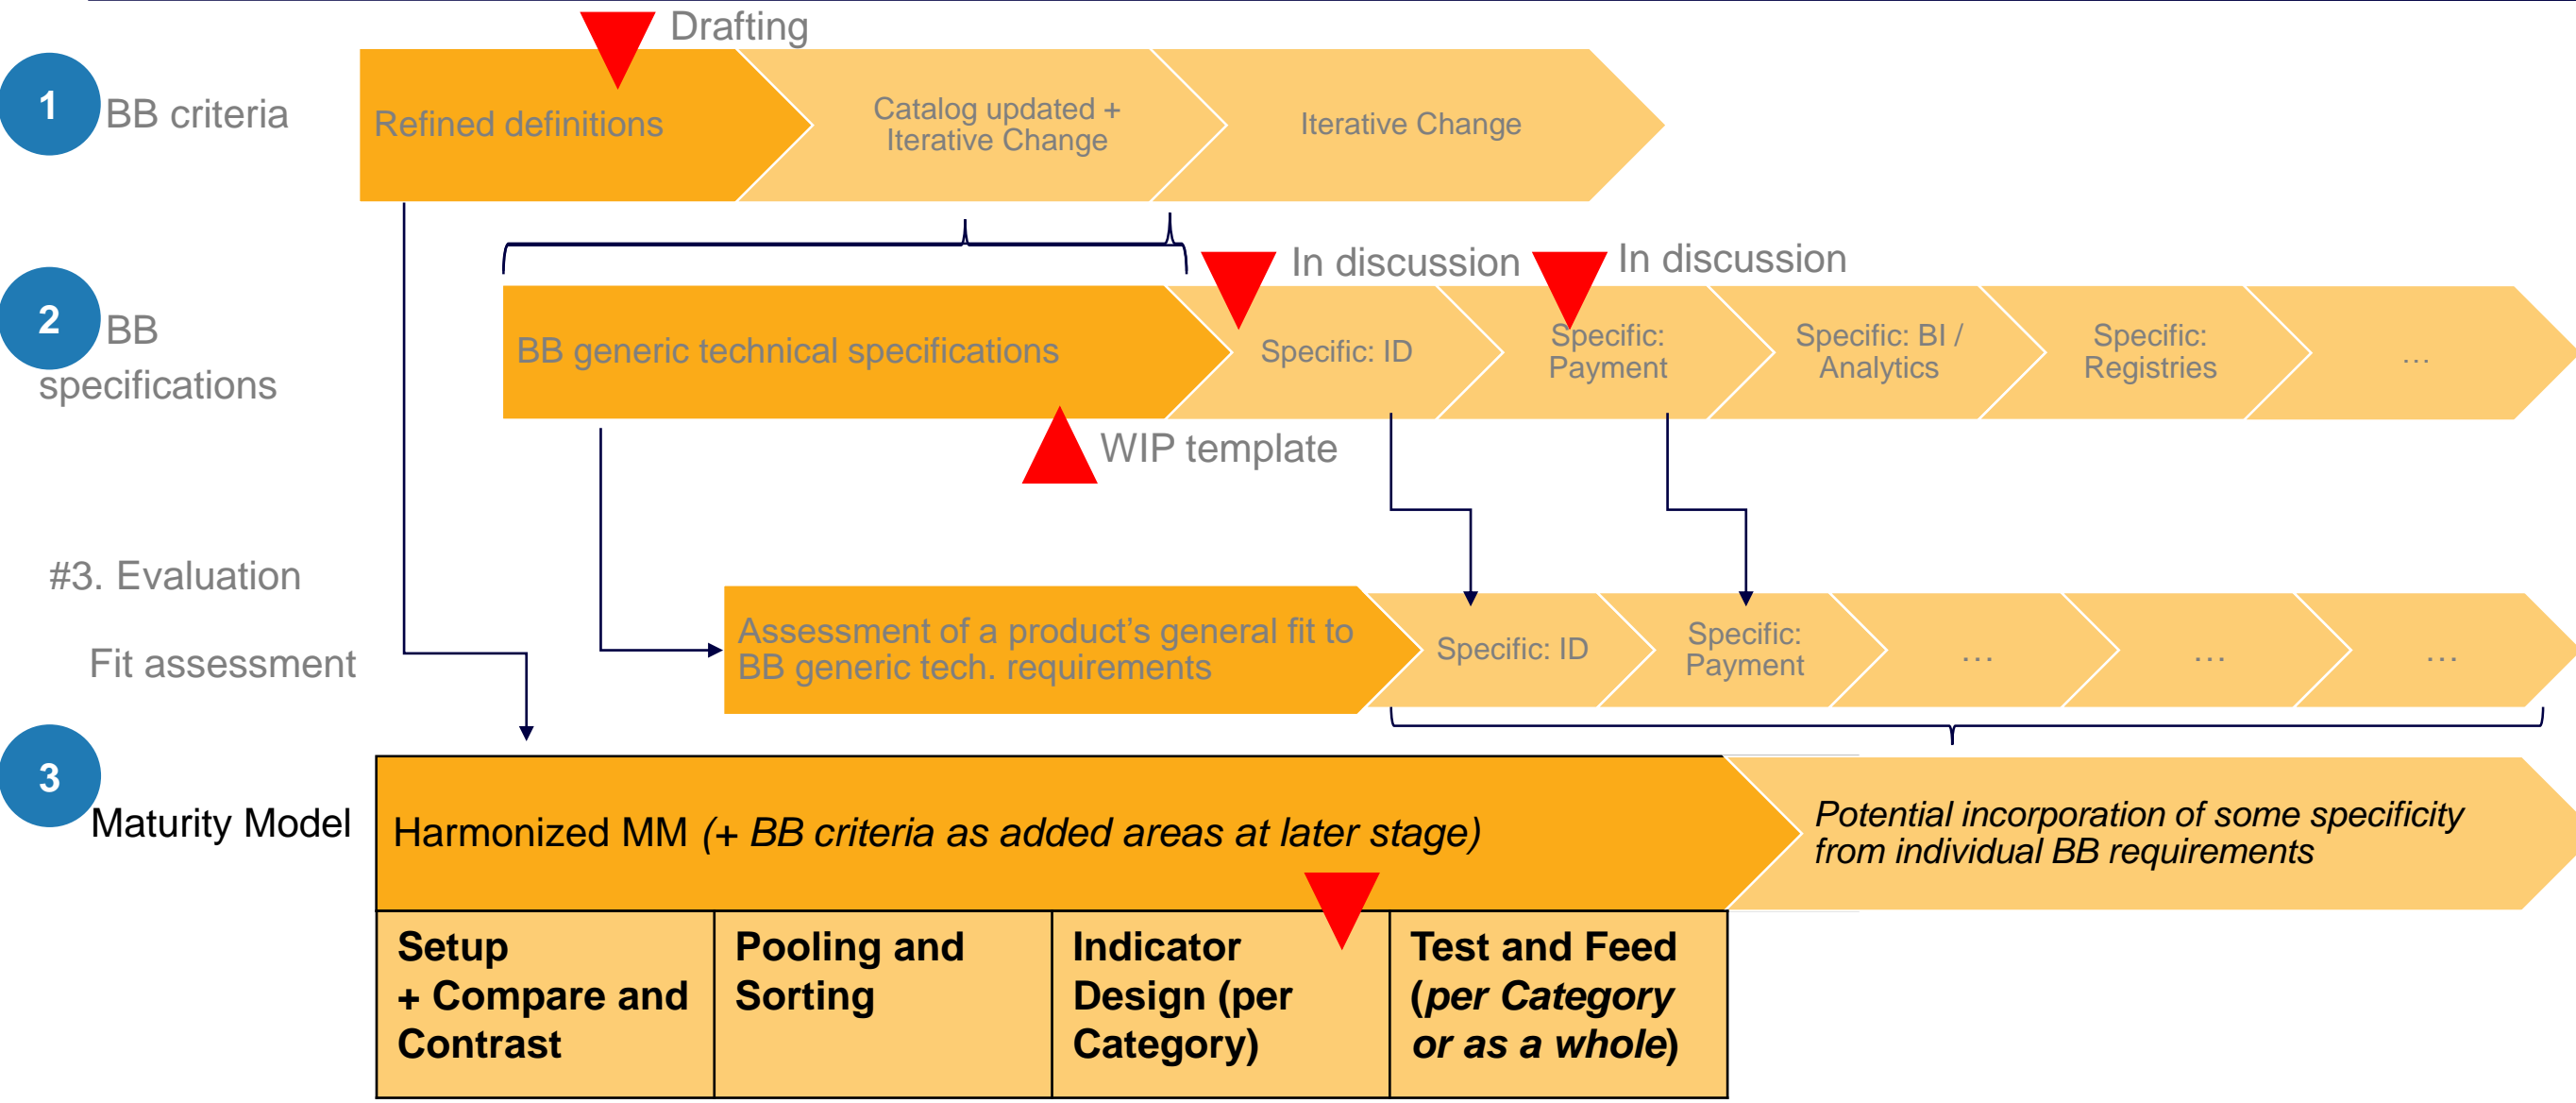 Drafting
1
BB criteria
Refined definitions
Catalog updated +
Iterative Change
Iterative Change
In discussion
In discussion
2
BB
specifications
BB generic technical specifications
Specific: ID
Specific:
Payment
Specific: BI /
Analytics
Specific:
Registries
...
WIP template
#3. Evaluation
Fit assessment
Assessment of a product's general fit to
BB generic tech. requirements
Specific: ID
Specific:
Payment
...
...
...
3
Maturity Model
Harmonized MM (+ BB criteria as added areas at later stage)
Potential incorporation of some specificity
from individual BB requirements
Setup
+ Compare and
Contrast
Pooling and
Sorting
Indicator
Design (per
Category)
Test and Feed
(per Category
or as a whole)